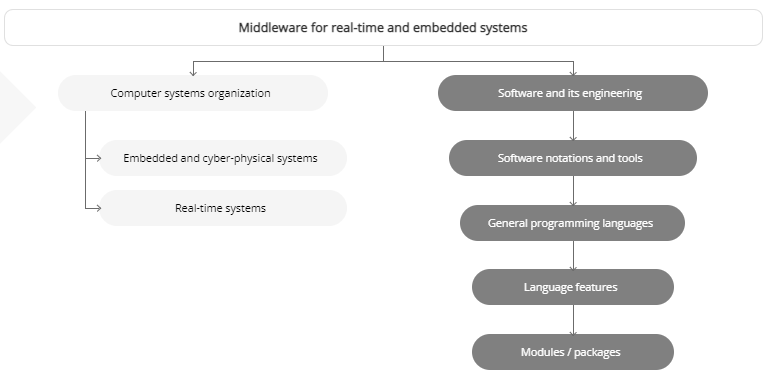 Middleware for real-time and embedded systems
Computer systems organization
Embedded and cyber-physical systems
Real-time systems
Software and its engineering
Software notations and tools
General programming languages
Language features
Modules / packages